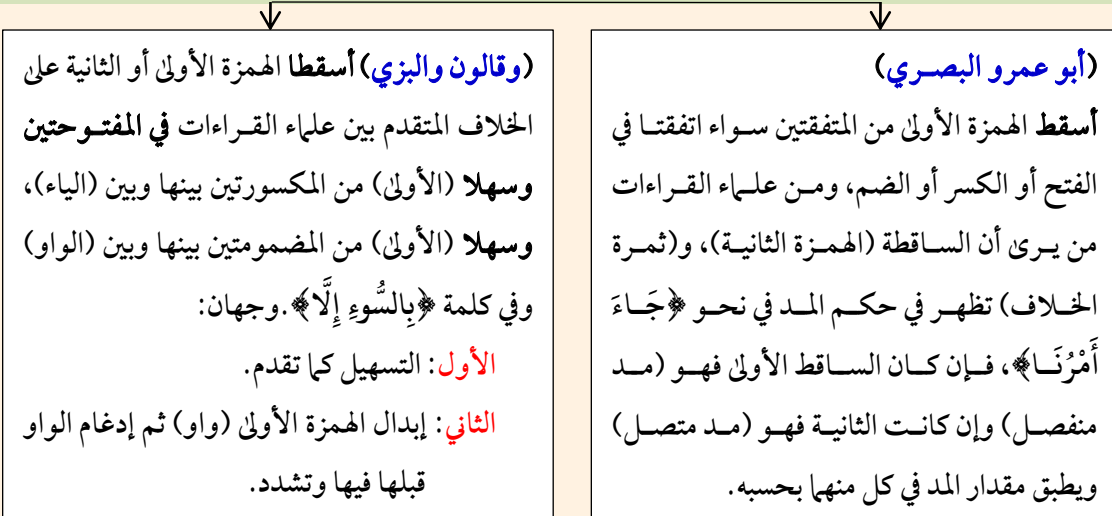 (أبو عمرو البصري)
أسقط الهمزة الأولىٰ من المتفقتين سواء اتفقتا في
الفتح أو الكسر أو الضم، ومن علماء القراءات
من يرىٰ أن الساقطة (الهمزة الثانية)، و(ثمرة
الخلاف) تظهر في حكم المد في نحو ﴿جَاءَ
أَمْرُنَا﴾، فإن كان الساقط الأولىٰ فهو (مد
منفصل) وإن كانت الثانية فهو (مد متصل)
ويطبق مقدار المد في كل منهما بحسبه.
(وقالون والبزي) أسقطا الهمزة الأولىٰ أو الثانية علىٰ
الخلاف المتقدم بين علماء القراءات في المفتوحتين
وسهلا (الأولىٰ) من المكسورتين بينها وبين (الياء)،
وسهلا (الأولىٰ) من المضمومتين بينها وبين (الواو)
وفي كلمة ﴿بِالسُّوءِ إِلَّا﴾. وجهان:
الأول: التسهيل كما تقدم.
الثاني: إبدال الهمزة الأولىٰ (واو) ثم إدغام الواو
قبلها فيها وتشدد.